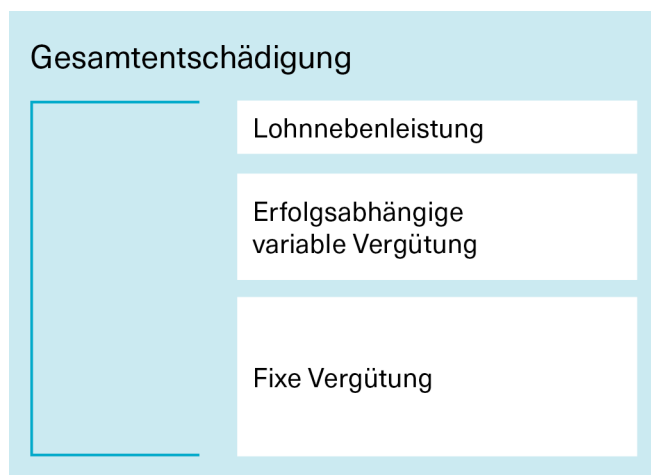 Gesamtentschädigung
Lohnnebenleistung
Erfolgsabhängige
variable Vergütung
Fixe Vergütung